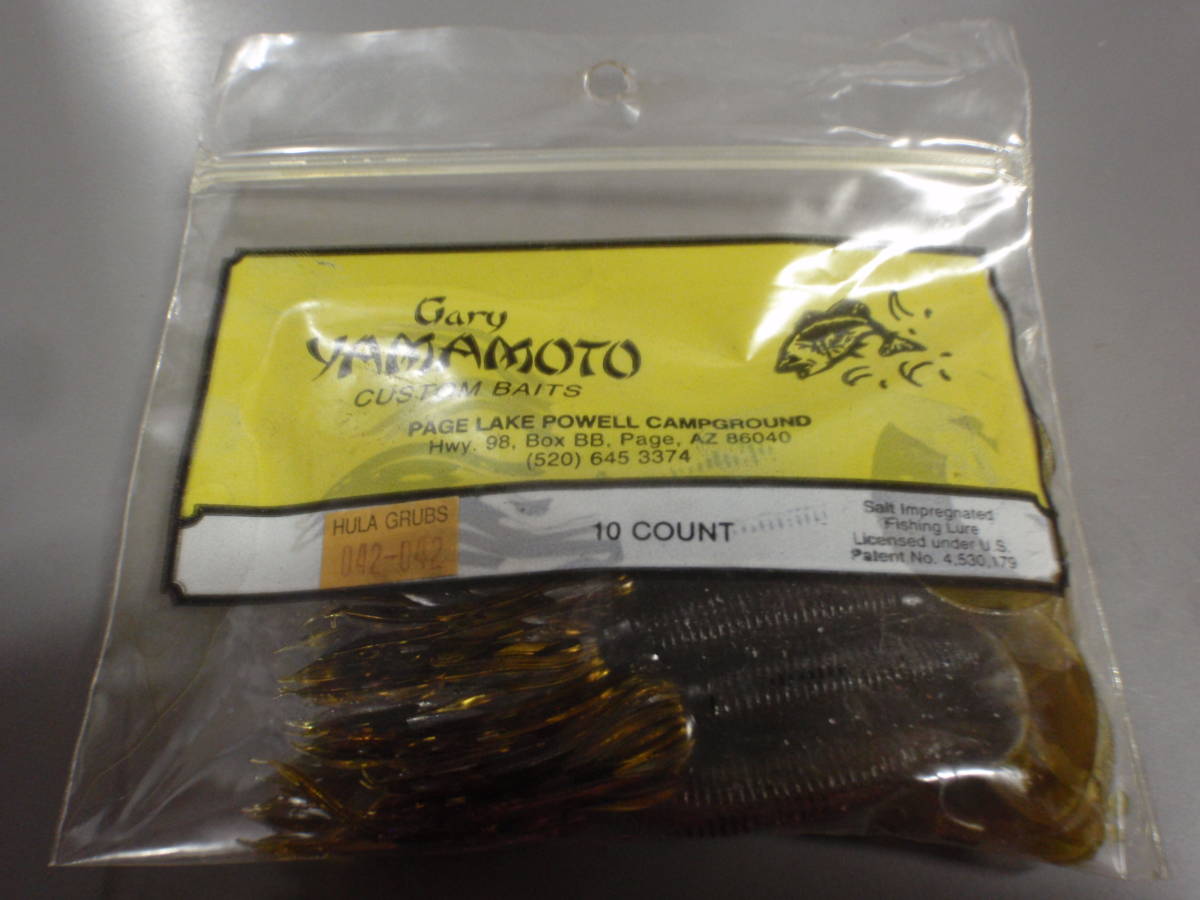 Gary
YAMAMOTO
CUSTOM BAITS
PAGE LAKE POWELL CAMPGROUND
Hwy. 98, Box BB, Page, AZ 86040
(520) 645 3374
HULA GRUBS
042-042
10 COUNT
Salt Impregnated
Fishing Lure
Licensed under U.S.
Patent No. 4,530,179